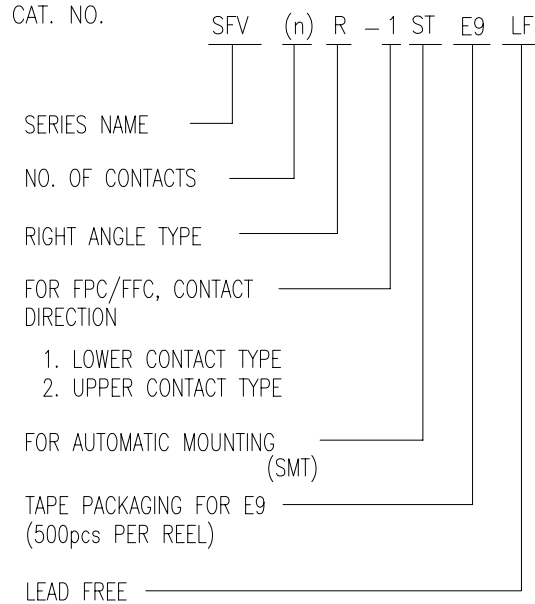 CAT. NO. SFV (n) R - 1 ST E9 LF
SERIES NAME
NO. OF CONTACTS
RIGHT ANGLE TYPE
FOR FPC/FFC, CONTACT
DIRECTION
1. LOWER CONTACT TYPE
2. UPPER CONTACT TYPE
FOR AUTOMATIC MOUNTING
(SMT)
TAPE PACKAGING FOR E9
(500pcs PER REEL)
LEAD FREE